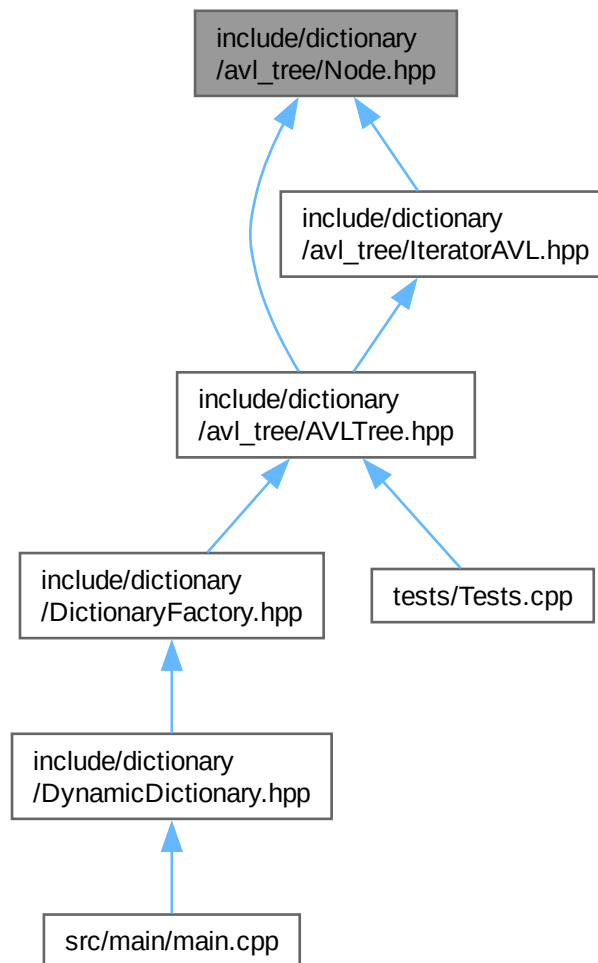 include/dictionary
/avl_tree/Node.hpp
include/dictionary
/avl_tree/IteratorAVL.hpp
include/dictionary
/avl_tree/AVLTree.hpp
include/dictionary
/DictionaryFactory.hpp
tests/Tests.cpp
include/dictionary
/DynamicDictionary.hpp
src/main/main.cpp